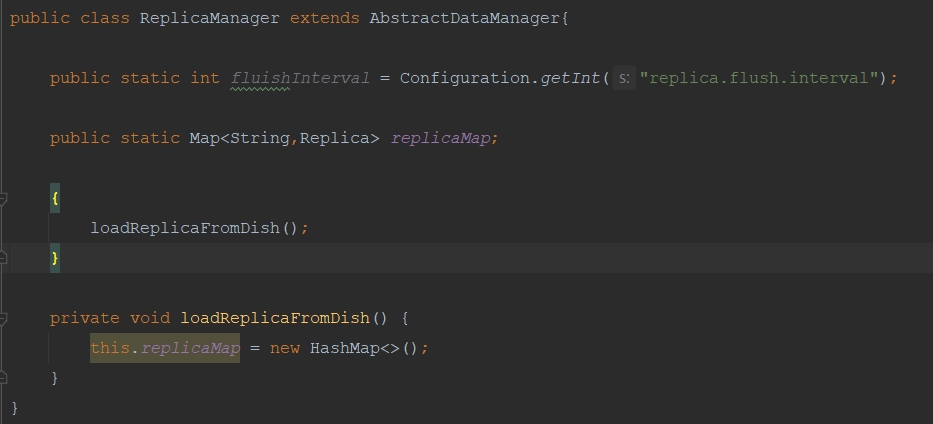 public class ReplicaManager extends AbstractDataManager{
public static int fluishInterval = Configuration.getInt( s: "replica.flush.interval");
public static Map<String,Replica> replicaMap;
{
loadReplicaFromDish();
}
private void loadReplicaFromDish() {
this.replicaMap = new HashMap<>();
}
}